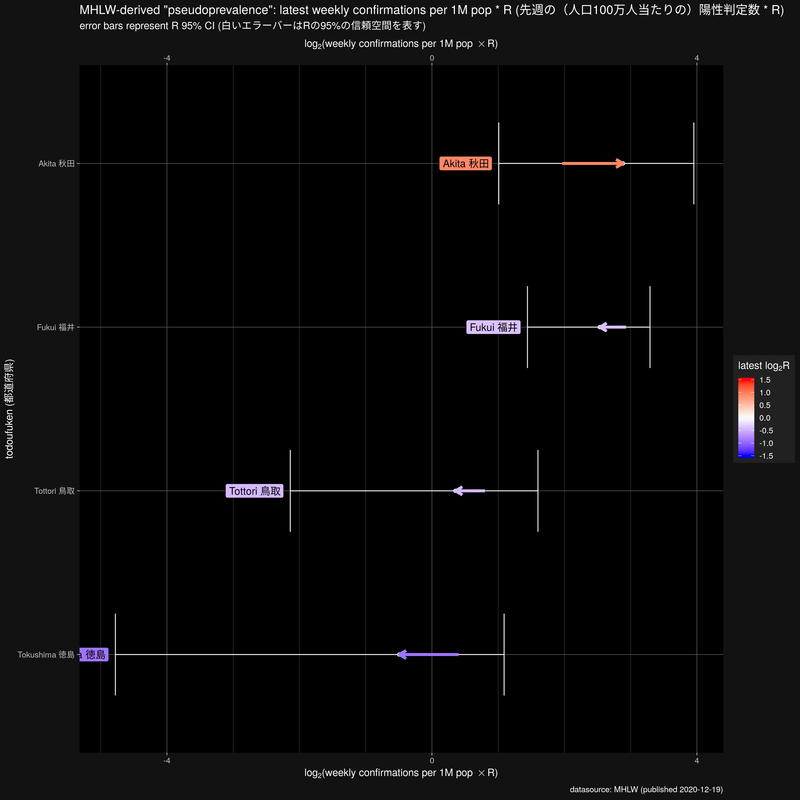 MHLW-derived "pseudoprevalence": latest weekly confirmations per 1M pop * R (先週の（人口100万人当たりの）陽性判定数 * R)
error bars represent R 95% CI (白いエラーバーはRの95%の信頼空間を表す)
log₂(weekly confirmations per 1M pop × R)
-4 0 4
Akita 秋田
Akita 秋田
Fukui 福井
Fukui 福井
Tottori 鳥取
Tottori 鳥取
Tokushima 徳島
徳島
todoufuken (都道府県)
latest log₂R
1.5
1.0
0.5
0.0
-0.5
-1.0
-1.5
-4 0 4
log₂(weekly confirmations per 1M pop × R)
datasource: MHLW (published 2020-12-19)